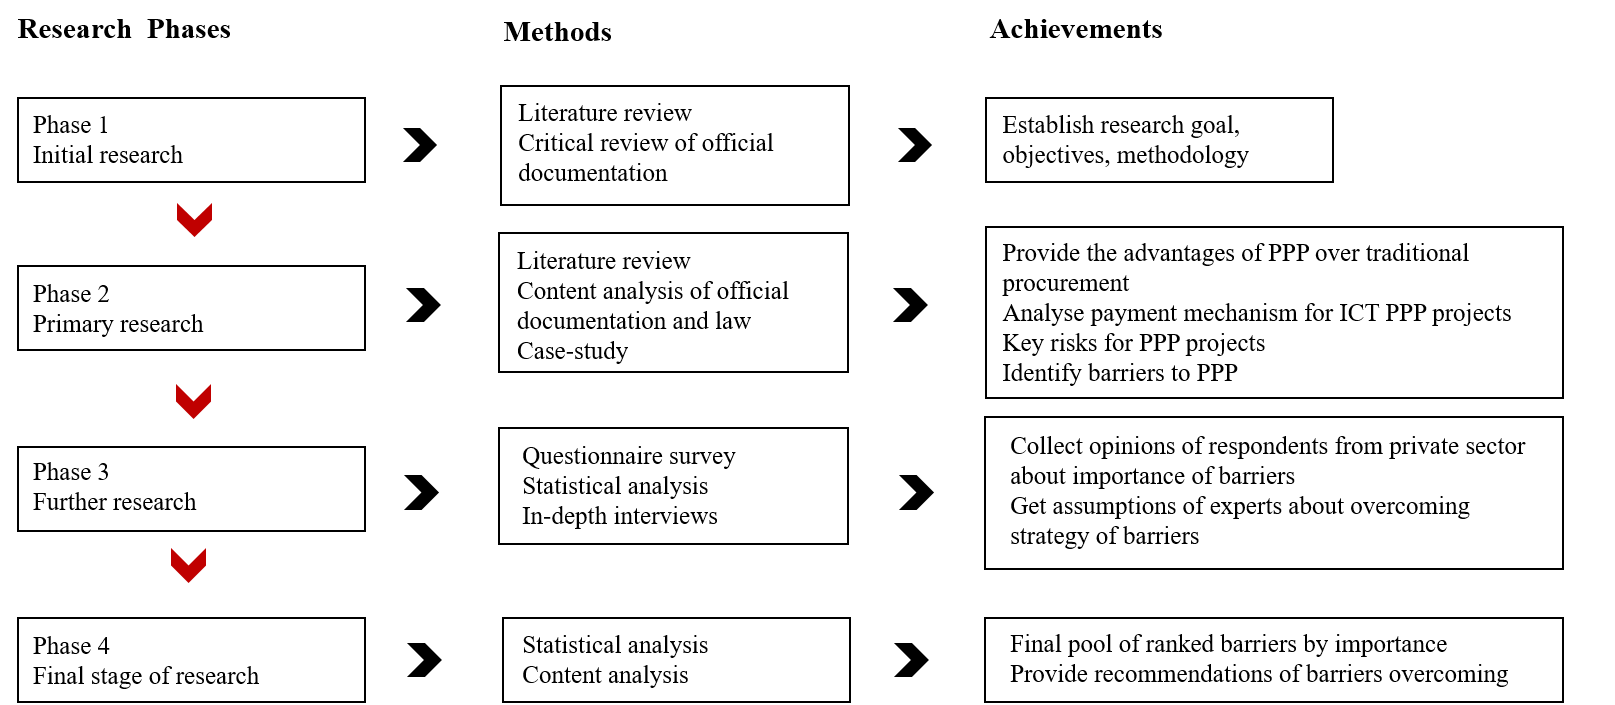 Research Phases
Methods
Achievements
Phase 1
Initial research
Literature review
Critical review of official
documentation
Establish research goal,
objectives, methodology
Phase 2
Primary research
Literature review
Content analysis of official
documentation and law
Case-study
Provide the advantages of PPP over traditional
procurement
Analyse payment mechanism for ICT PPP projects
Key risks for PPP projects
Identify barriers to PPP
Phase 3
Further research
Questionnaire survey
Statistical analysis
In-depth interviews
Collect opinions of respondents from private sector
about importance of barriers
Get assumptions of experts about overcoming
strategy of barriers
Phase 4
Final stage of research
Statistical analysis
Content analysis
Final pool of ranked barriers by importance
Provide recommendations of barriers overcoming